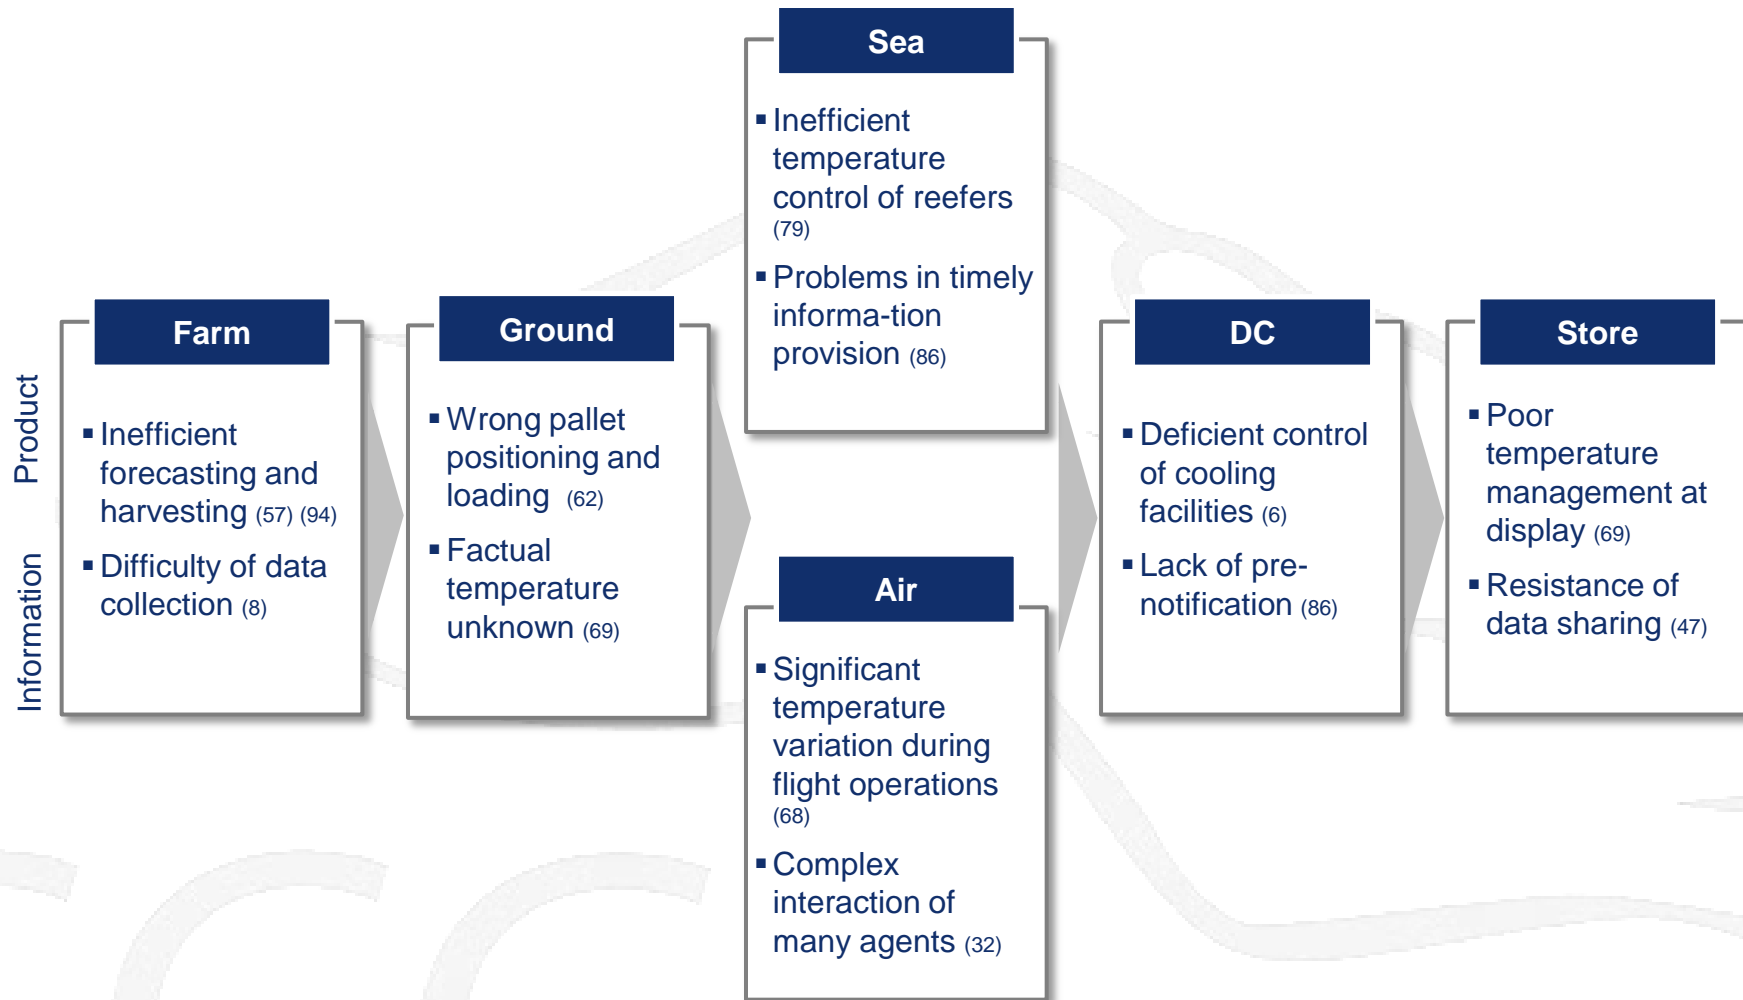 Product
Information
Farm
Inefficient
forecasting and
harvesting (57) (94)
Difficulty of data
collection (8)
Ground
Wrong pallet
positioning and
loading (62)
Factual
temperature
unknown (69)
Sea
Inefficient
temperature
control of reefers
(79)
Problems in timely
informa-tion
provision (86)
Air
Significant
temperature
variation during
flight operations
(68)
Complex
interaction of
many agents (32)
DC
Deficient control
of cooling
facilities (6)
Lack of pre-
notification (86)
Store
Poor
temperature
management at
display (69)
Resistance of
data sharing (47)